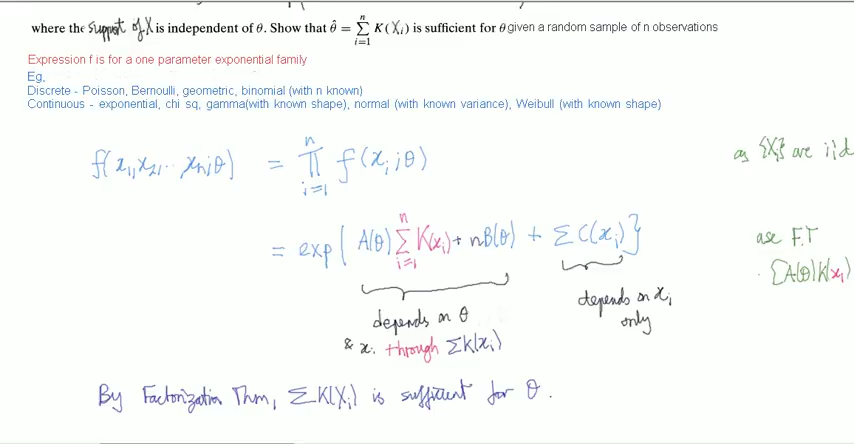 where the support of X is independent of θ. Show that θ̂ = Σ_{i=1}^{n} K(X_i) is sufficient for θ given a random sample of n observations
Expression f is for a one parameter exponential family
Eg,
Discrete - Poisson, Bernoulli, geometric, binomial (with n known)
Continuous - exponential, chi sq, gamma(with known shape), normal (with known variance), Weibull (with known shape)
f(x_1, x_2, ... x_n; θ) = ∏_{i=1}^{n} f(x_i; θ) as {X_i} are iid
= exp{ A(θ) Σ_{i=1}^{n} K(x_i) + nB(θ) + Σ C(x_i) } use F.T
{A(θ)K(x_i)
depends on θ depends on x_i
& x_i through ΣK(x_i) only
By Factorization Thm, ΣK(X_i) is sufficient for θ.